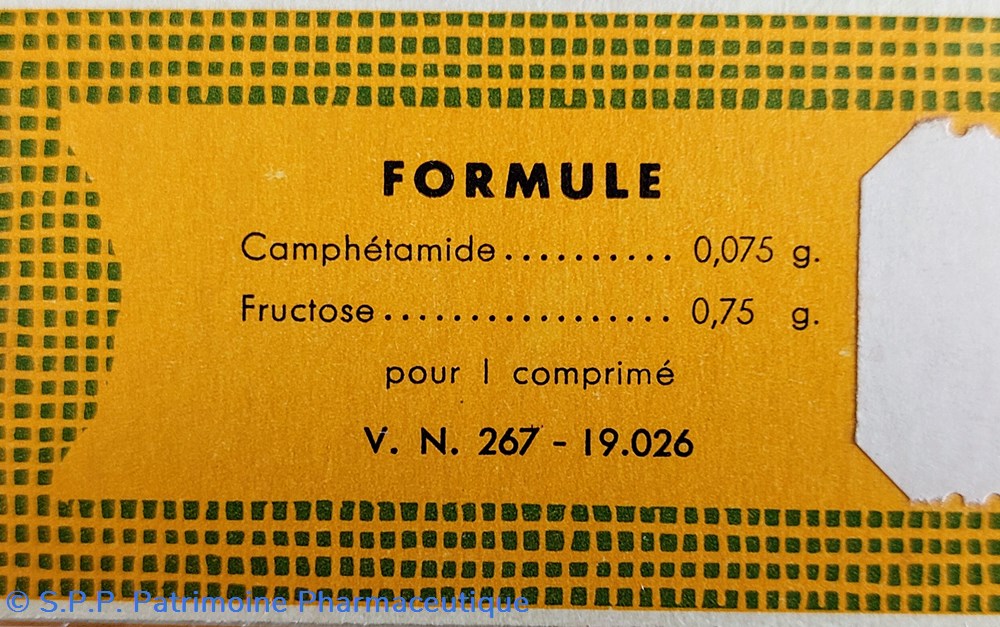 FORMULE
Camphétamide.......... 0,075 g.
Fructose................. 0,75 g.
pour 1 comprimé
V. N. 267 - 19.026
© S.P.P. Patrimoine Pharmaceutique